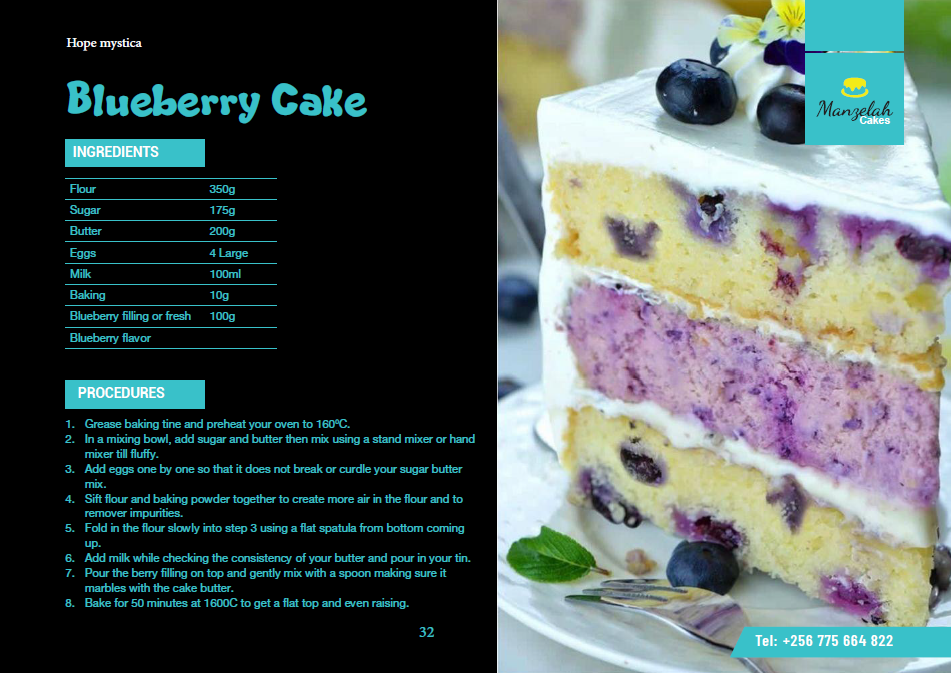 Hope mystica
Blueberry Cake
INGREDIENTS
Flour 350g
Sugar 175g
Butter 200g
Eggs 4 Large
Milk 100ml
Baking 10g
Blueberry filling or fresh 100g
Blueberry flavor
PROCEDURES
1. Grease baking tine and preheat your oven to 160ºC.
2. In a mixing bowl, add sugar and butter then mix using a stand mixer or hand
mixer till fluffy.
3. Add eggs one by one so that it does not break or curdle your sugar butter
mix.
4. Sift flour and baking powder together to create more air in the flour and to
remover impurities.
5. Fold in the flour slowly into step 3 using a flat spatula from bottom coming
up.
6. Add milk while checking the consistency of your butter and pour in your tin.
7. Pour the berry filling on top and gently mix with a spoon making sure it
marbles with the cake butter.
8. Bake for 50 minutes at 1600C to get a flat top and even raising.
32
Manzelah
Cakes
Tel: +256 775 664 822